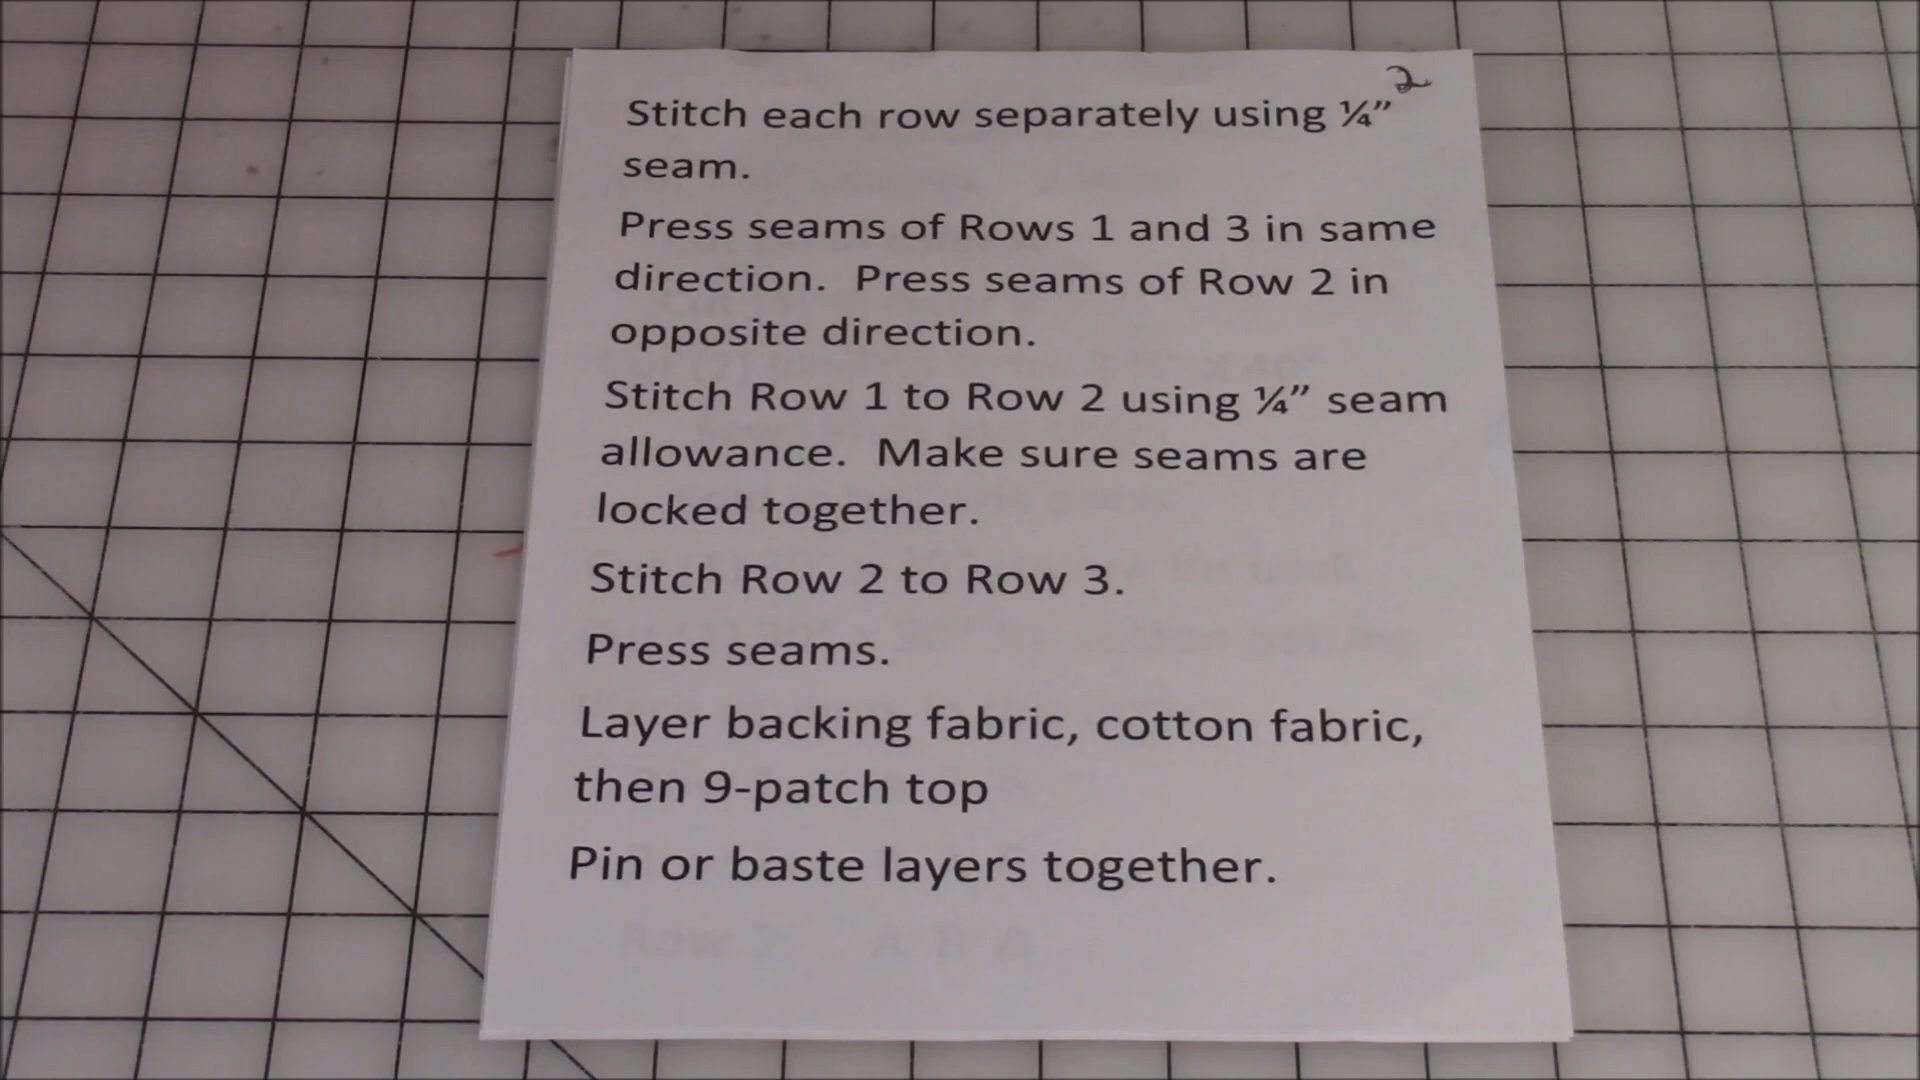 2
Stitch each row separately using ¼”
seam.
Press seams of Rows 1 and 3 in same
direction.  Press seams of Row 2 in
opposite direction.
Stitch Row 1 to Row 2 using ¼” seam
allowance.  Make sure seams are
locked together.
Stitch Row 2 to Row 3.
Press seams.
Layer backing fabric, cotton fabric,
then 9-patch top
Pin or baste layers together.
Row 3: A B A